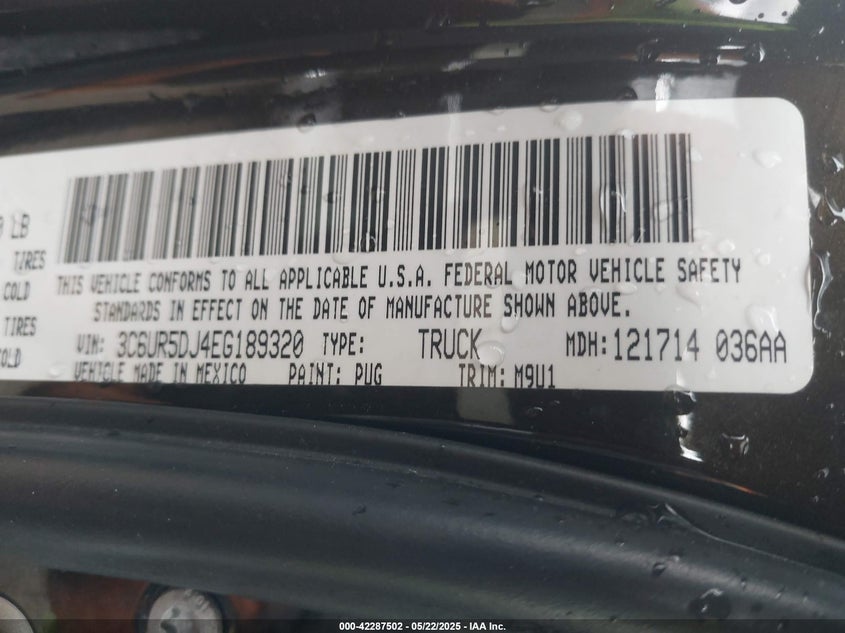 LB
TIRES
COLD
TIRES
COLD
THIS VEHICLE CONFORMS TO ALL APPLICABLE U.S.A. FEDERAL MOTOR VEHICLE SAFETY
STANDARDS IN EFFECT ON THE DATE OF MANUFACTURE SHOWN ABOVE.
VIN: 3C6UR5DJ4EG189320 TYPE: TRUCK MDH:121714 036AA
VEHICLE MADE IN MEXICO PAINT: PUG TRIM: M9U1
000-42287502 - 05/22/2025 - IAA Inc.